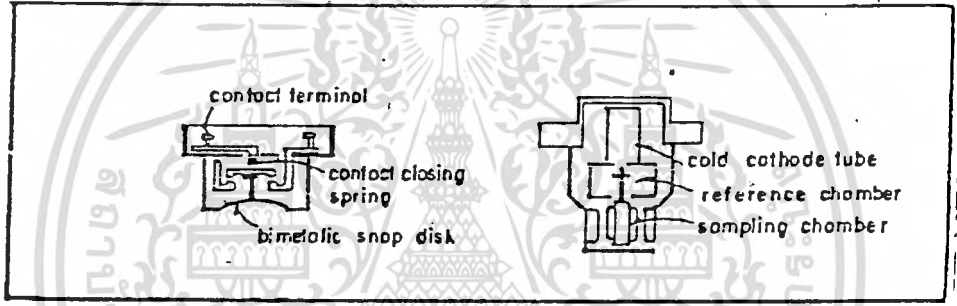 contact terminal
contact closing
spring
bimetalic snap disk
cold cathode tube
reference chamber
sampling chamber